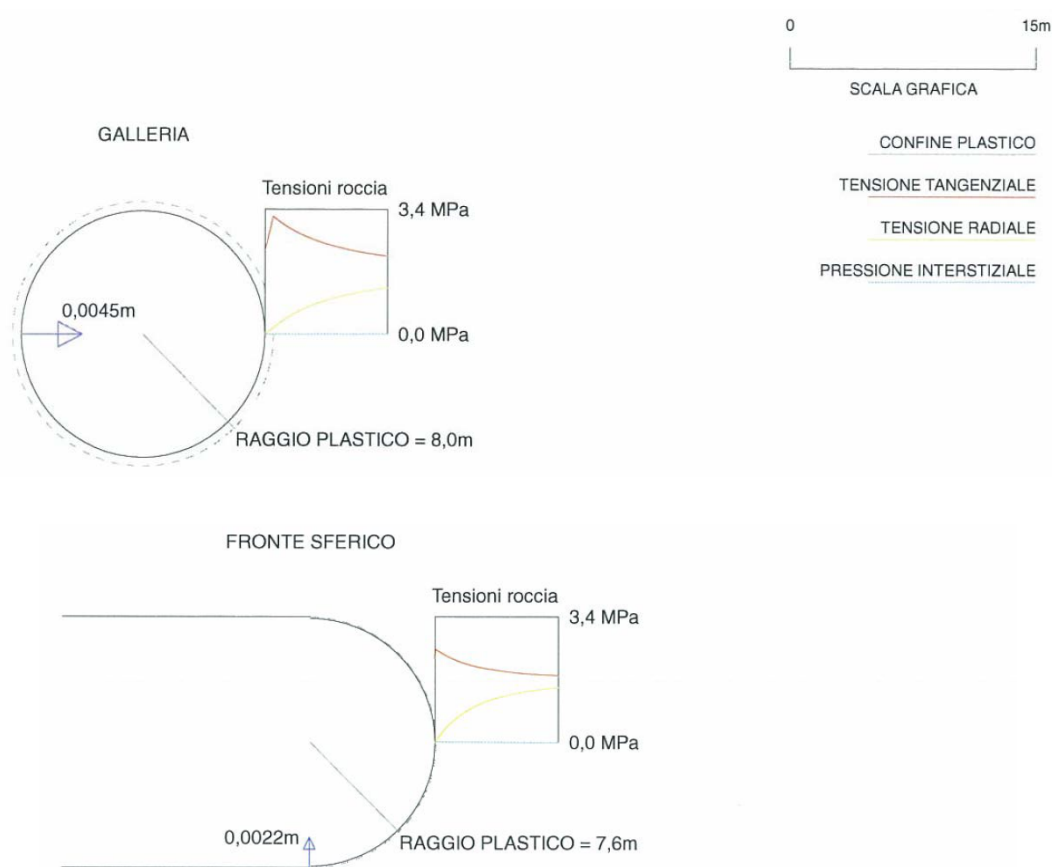 0 15m
SCALA GRAFICA
GALLERIA
CONFINE PLASTICO
Tensioni roccia
TENSIONE TANGENZIALE
3,4 MPa
TENSIONE RADIALE
PRESSIONE INTERSTIZIALE
0,0045m
0,0 MPa
RAGGIO PLASTICO = 8,0m
FRONTE SFERICO
Tensioni roccia
3,4 MPa
0,0 MPa
0,0022m
RAGGIO PLASTICO = 7,6m